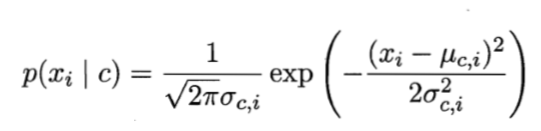 p(x_i | c) = \frac{1}{\sqrt{2\pi}\sigma_{c,i}} \exp\left(-\frac{(x_i - \mu_{c,i})^2}{2\sigma_{c,i}^2}\right)